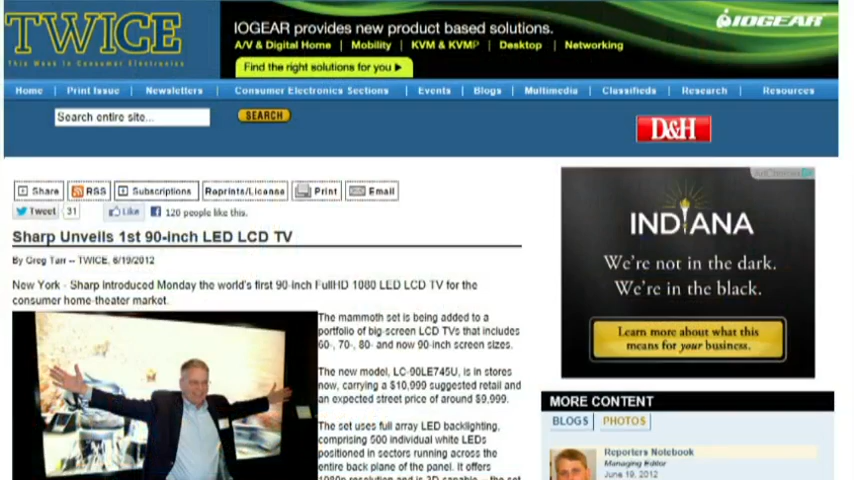 TWICE
This Week In Consumer Electronics
IOGEAR provides new product based solutions.
A/V & Digital Home | Mobility | KVM & KVMP | Desktop | Networking
Find the right solutions for you
IOGEAR
Home | Print Issue | Newsletters | Consumer Electronics Sections | Events | Blogs | Multimedia | Classifieds | Research | Resources
Search entire site...
SEARCH
D&H
Share
RSS
Subscriptions
Reprints/License
Print
Email
Tweet
31
Like
120 people like this.
Sharp Unveils 1st 90-inch LED LCD TV
By Greg Tarr -- TWICE, 6/19/2012
New York - Sharp introduced Monday the world's first 90-inch FullHD 1080 LED LCD TV for the
consumer home-theater market.
The mammoth set is being added to a
portfolio of big-screen LCD TVs that includes
60-, 70-, 80- and now 90-inch screen sizes.
The new model, LC-90LE745U, is in stores
now, carrying a $10,999 suggested retail and
an expected street price of around $9,999.
The set uses full array LED backlighting,
comprising 500 individual white LEDs
positioned in sectors running across the
entire back plane of the panel. It offers
1080p resolution and is 3D-capable -- the set
AdChoices
INDIANA
We're not in the dark.
We're in the black.
Learn more about what this
means for your business.
MORE CONTENT
BLOGS
PHOTOS
Reporters Notebook
Managing Editor
June 19, 2012